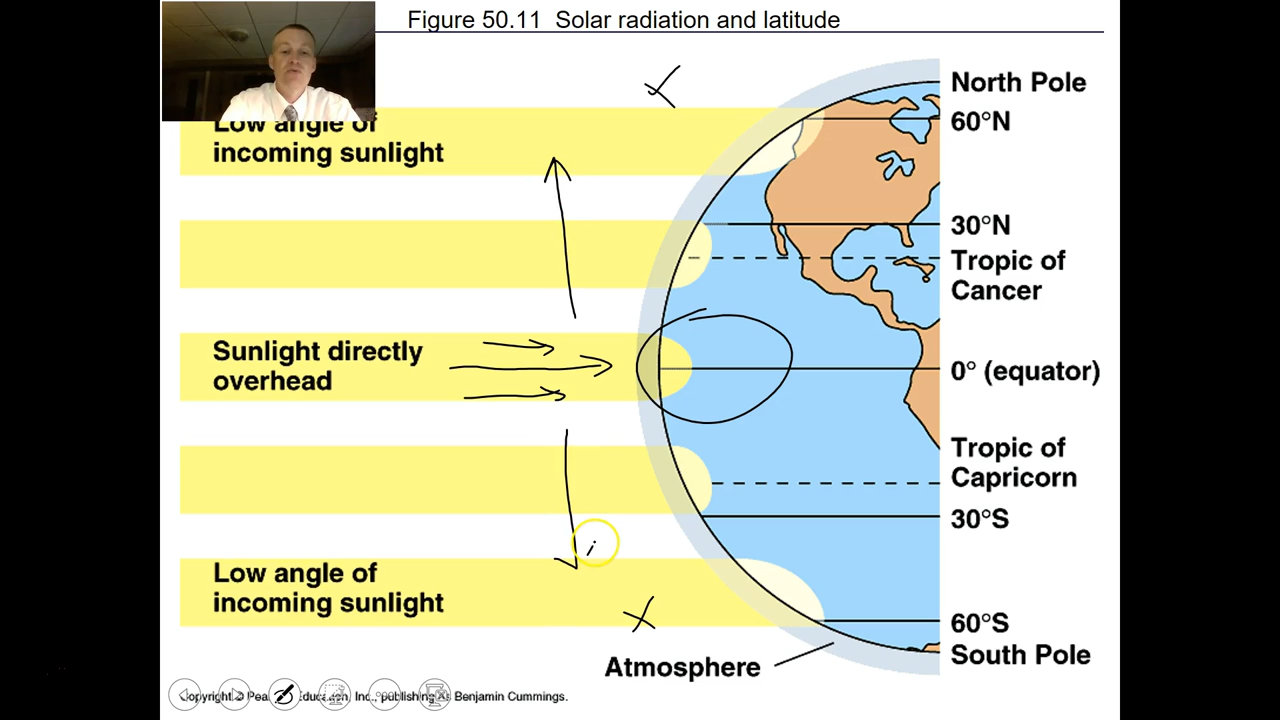 Figure 50.11 Solar radiation and latitude
Low angle of
incoming sunlight
Sunlight directly
overhead
Low angle of
incoming sunlight
North Pole
60°N
30°N
Tropic of
Cancer
0° (equator)
Tropic of
Capricorn
30°S
60°S
South Pole
Atmosphere
Copyright © Pearson Education, Inc., publishing as Benjamin Cummings.